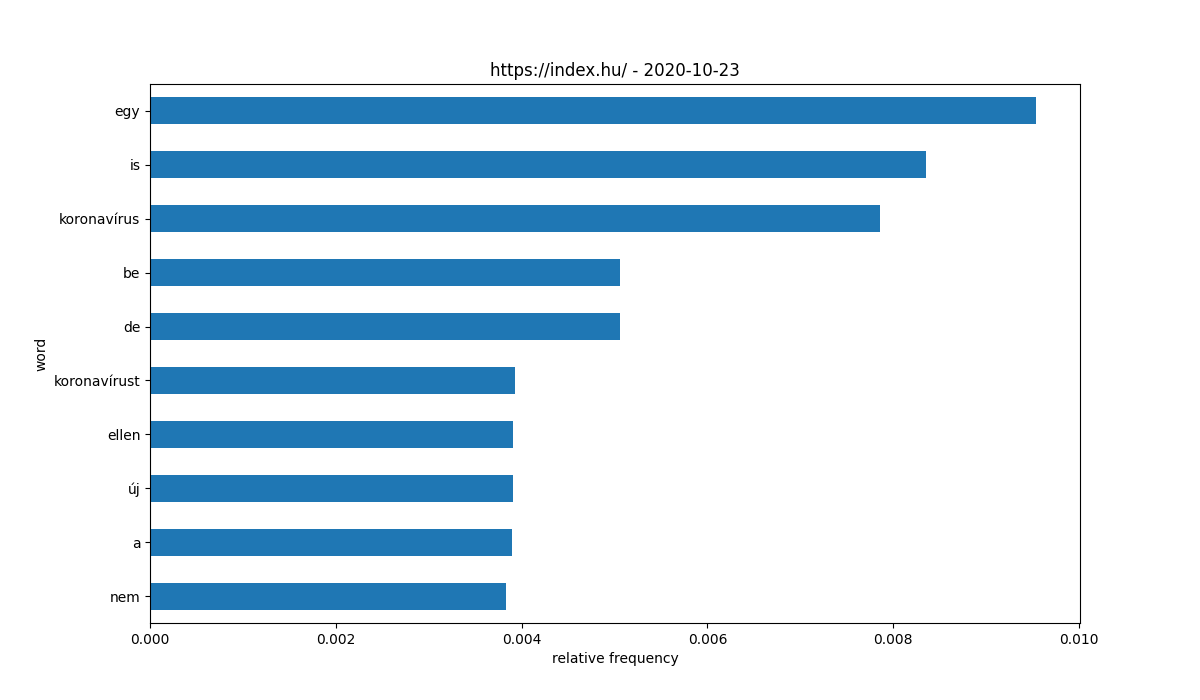 https://index.hu/ - 2020-10-23
egy
is
koronavírus
be
de
koronavírust
ellen
új
a
nem
word
0.000 0.002 0.004 0.006 0.008 0.010
relative frequency